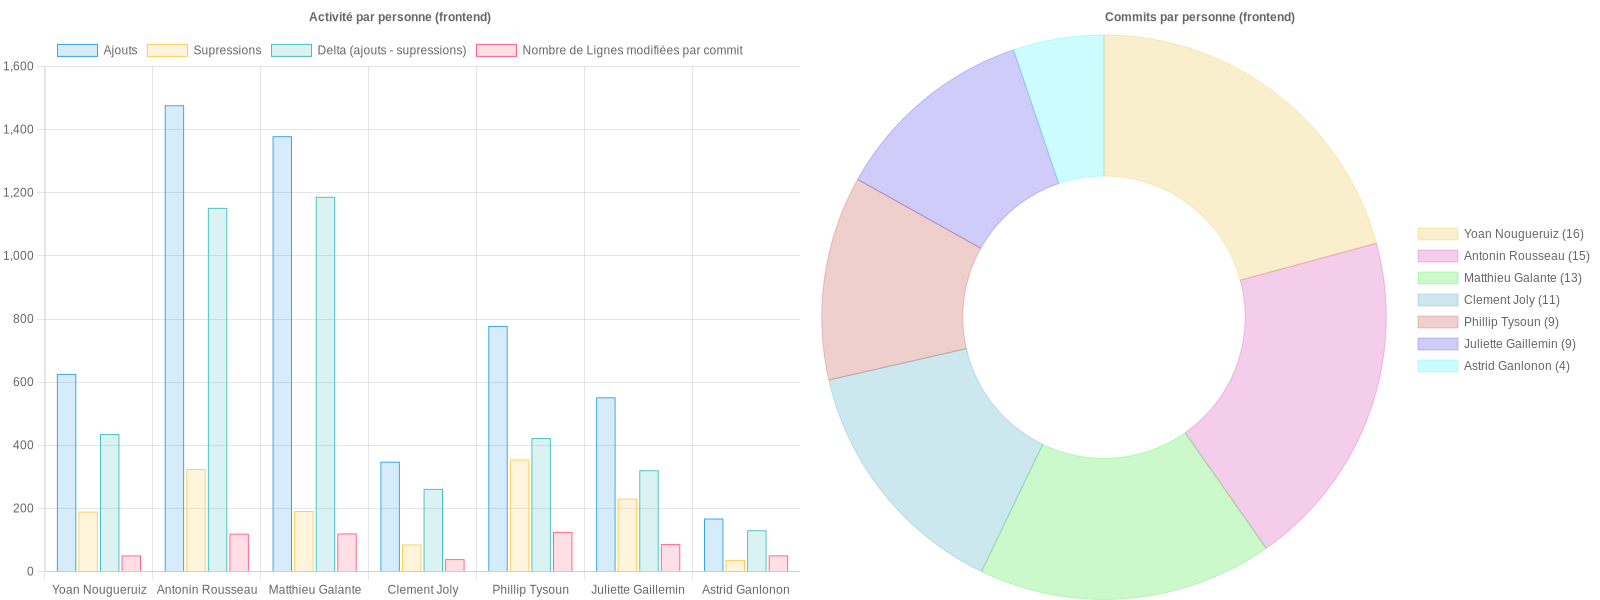 Activité par personne (frontend)
Ajouts
Supressions
Delta (ajouts - supressions)
Nombre de Lignes modifiées par commit
1,600
1,400
1,200
1,000
800
600
400
200
0
Yoan Nougueruiz
Antonin Rousseau
Matthieu Galante
Clement Joly
Phillip Tysoun
Juliette Gaillemin
Astrid Ganlonon
Commits par personne (frontend)
Yoan Nougueruiz (16)
Antonin Rousseau (15)
Matthieu Galante (13)
Clement Joly (11)
Phillip Tysoun (9)
Juliette Gaillemin (9)
Astrid Ganlonon (4)